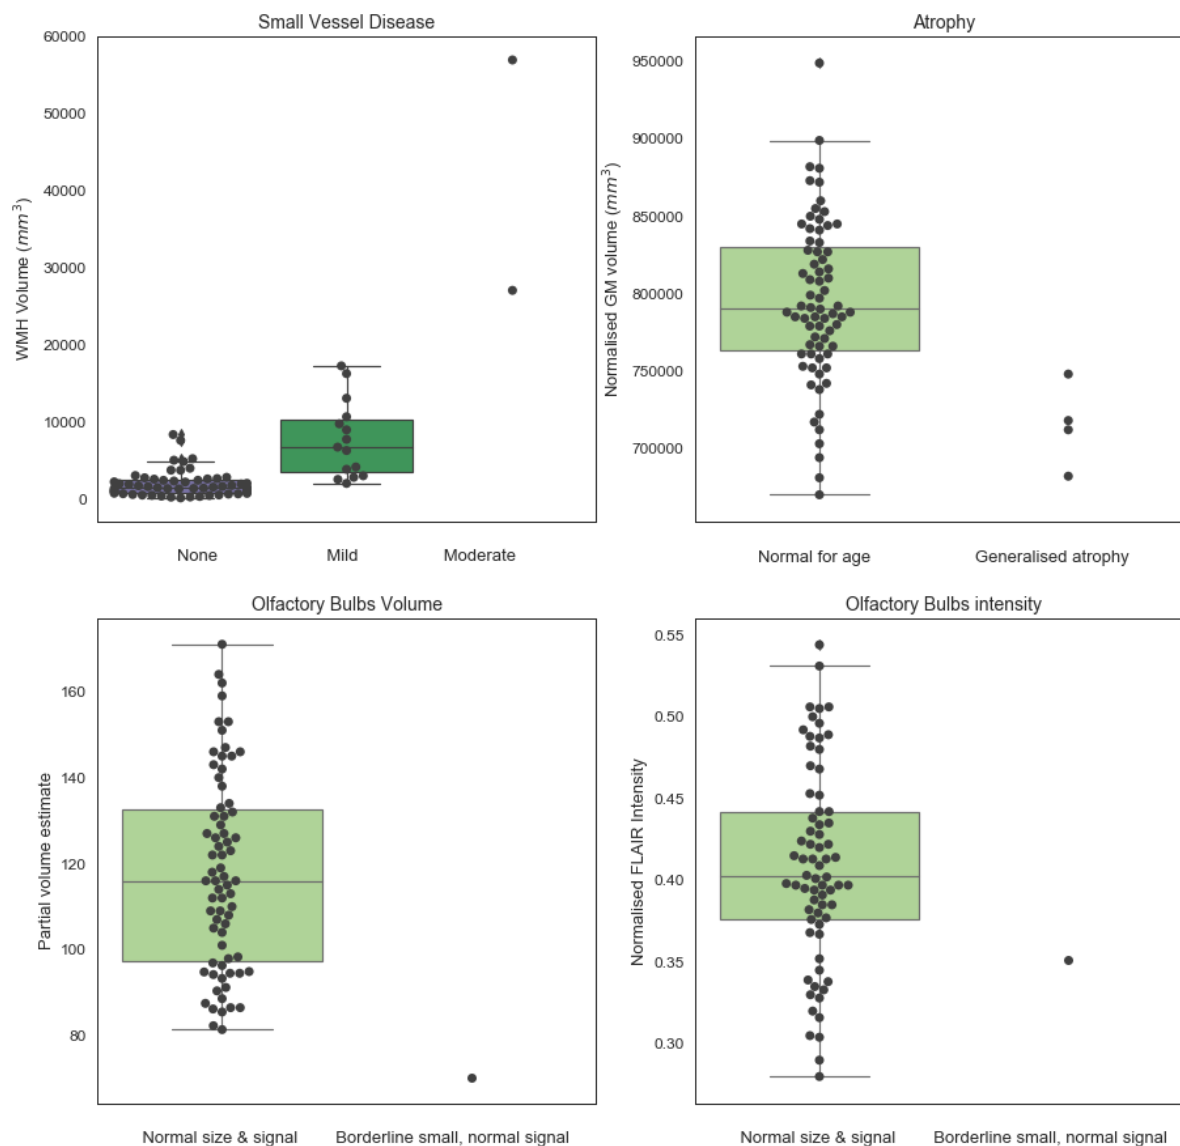 Small Vessel Disease
60000
50000
40000
30000
20000
10000
0
WMH Volume (mm³)
None Mild Moderate
Atrophy
950000
900000
850000
800000
750000
700000
Normalised GM volume (mm³)
Normal for age Generalised atrophy
Olfactory Bulbs Volume
160
140
120
100
80
Partial volume estimate
Normal size & signal Borderline small, normal signal
Olfactory Bulbs intensity
0.55
0.50
0.45
0.40
0.35
0.30
Normalised FLAIR Intensity
Normal size & signal Borderline small, normal signal